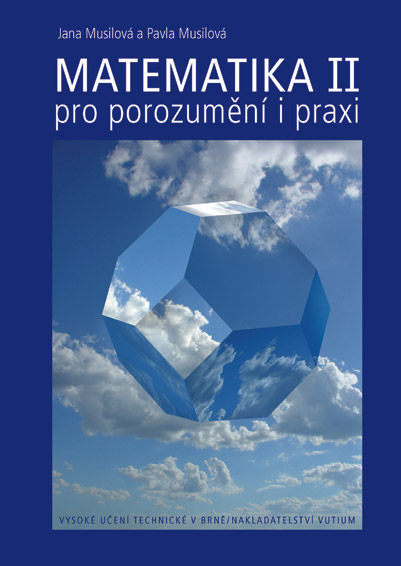 Jana Musilová a Pavla Musilová
MATEMATIKA II
pro porozumění i praxi
VYSOKÉ UČENÍ TECHNICKÉ V BRNĚ/NAKLADATELSTVÍ VUTIUM